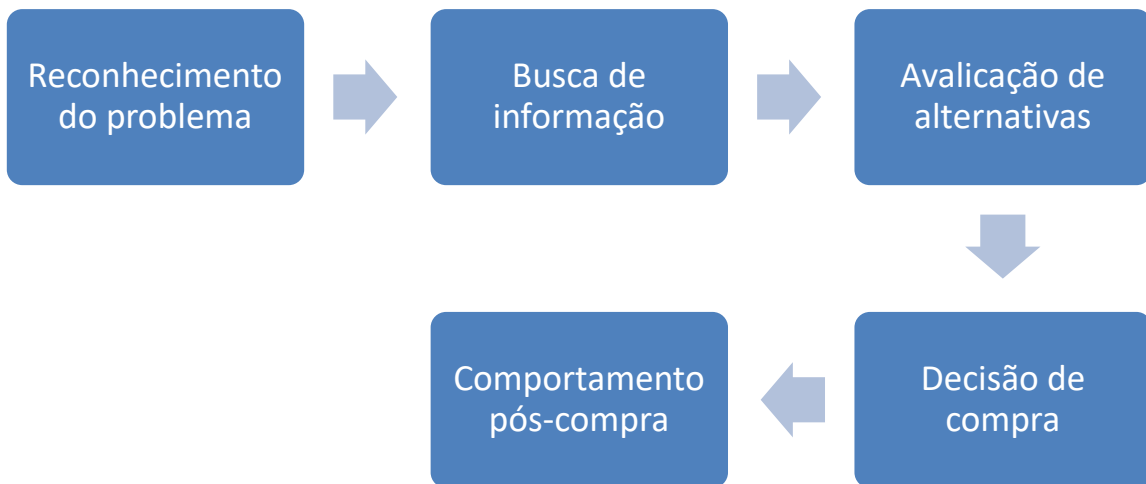 Reconhecimento
do problema
Busca de
informação
Avalicação de
alternativas
Decisão de
compra
Comportamento
pós-compra